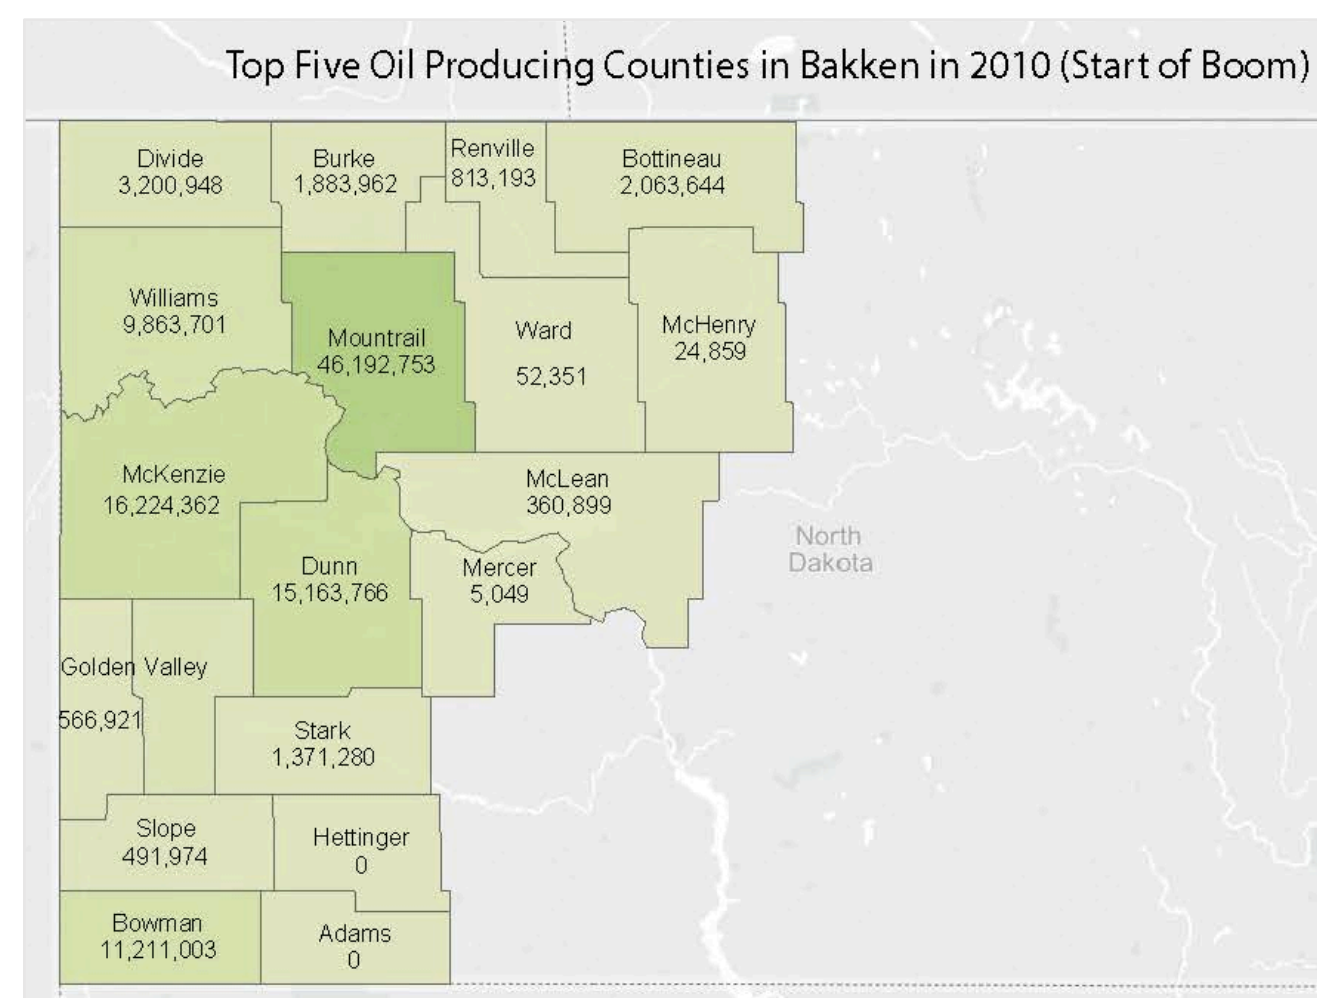 Top Five Oil Producing Counties in Bakken in 2010 (Start of Boom)
Divide
3,200,948
Burke
1,883,962
Renville
813,193
Bottineau
2,063,644
Williams
9,863,701
Mountrail
46,192,753
Ward
52,351
McHenry
24,859
McKenzie
16,224,362
McLean
360,899
North
Dakota
Dunn
15,163,766
Mercer
5,049
Golden Valley
566,921
Stark
1,371,280
Slope
491,974
Hettinger
0
Bowman
11,211,003
Adams
0